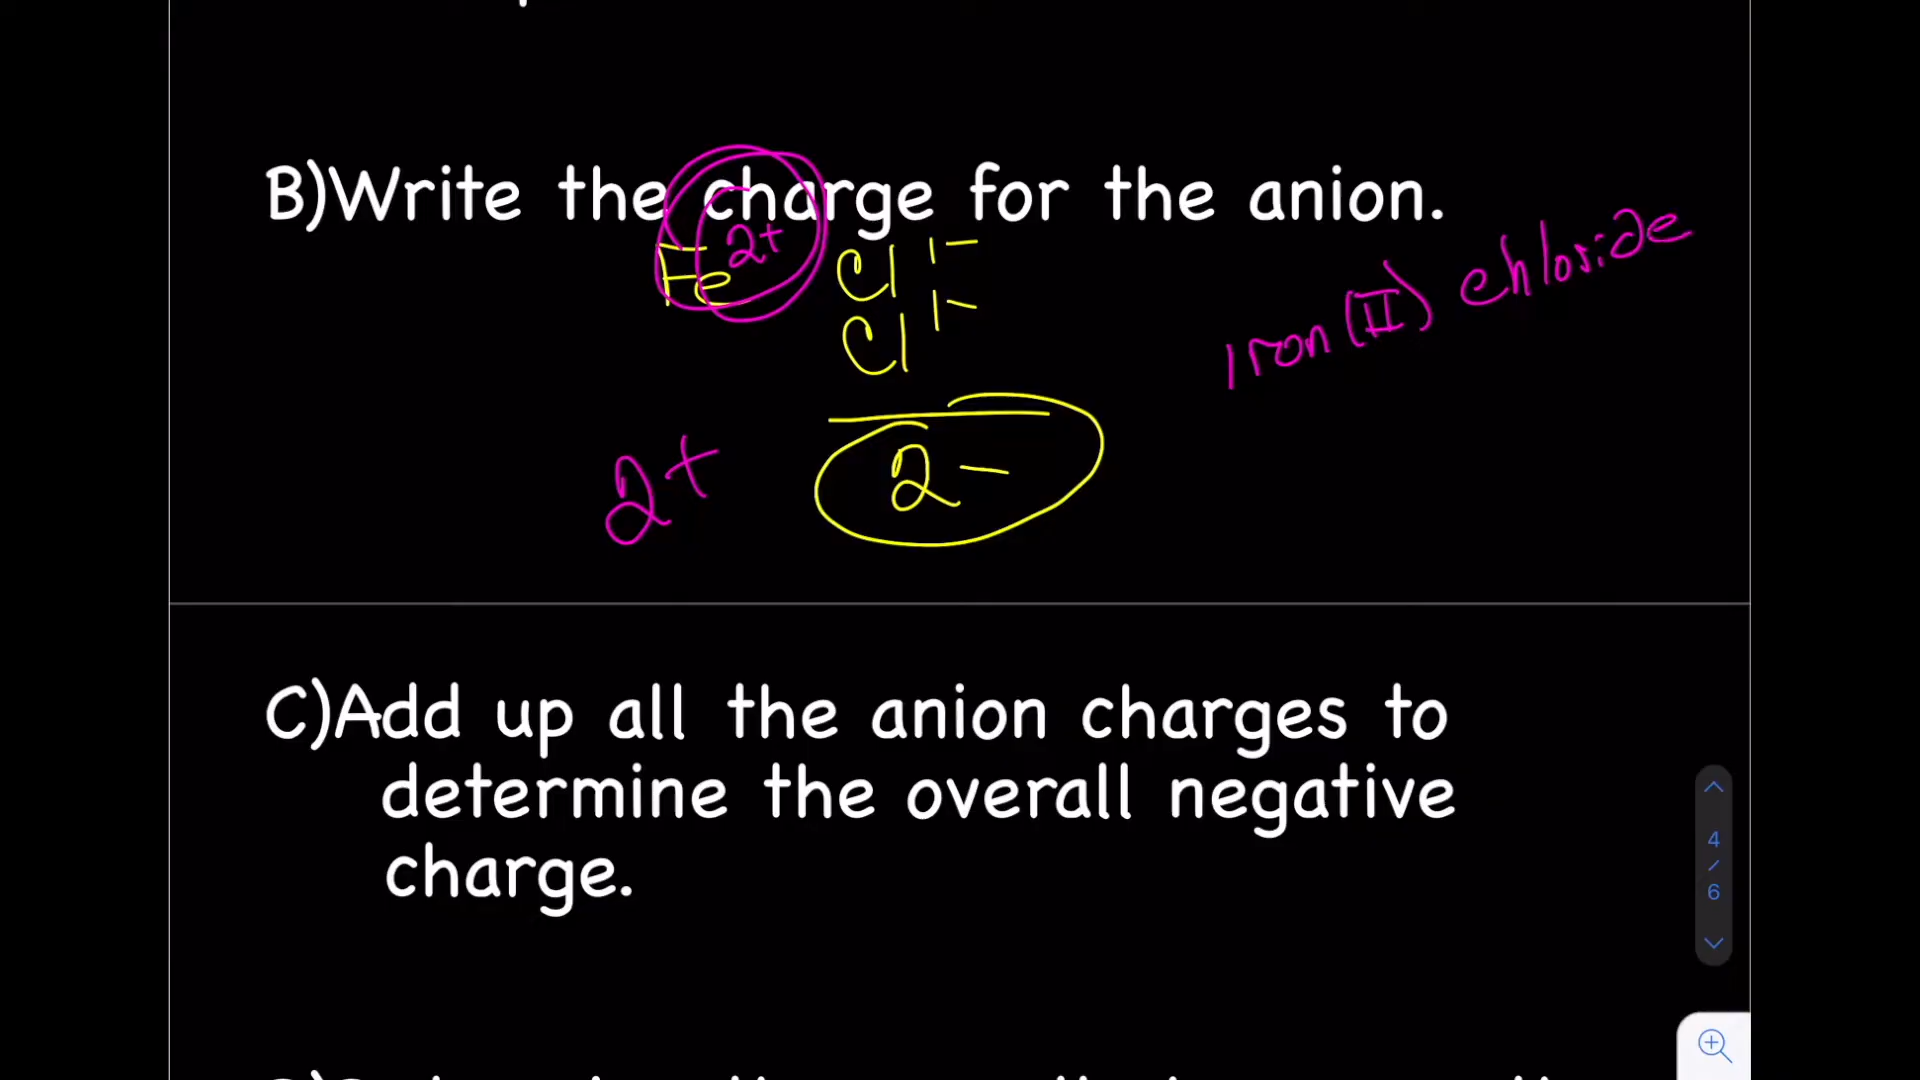 B)Write the charge for the anion.
Fe 2+ Cl 1-
Cl 1-
Iron (II) chloride
2+ 2-
C)Add up all the anion charges to
determine the overall negative
charge.
4
/
6